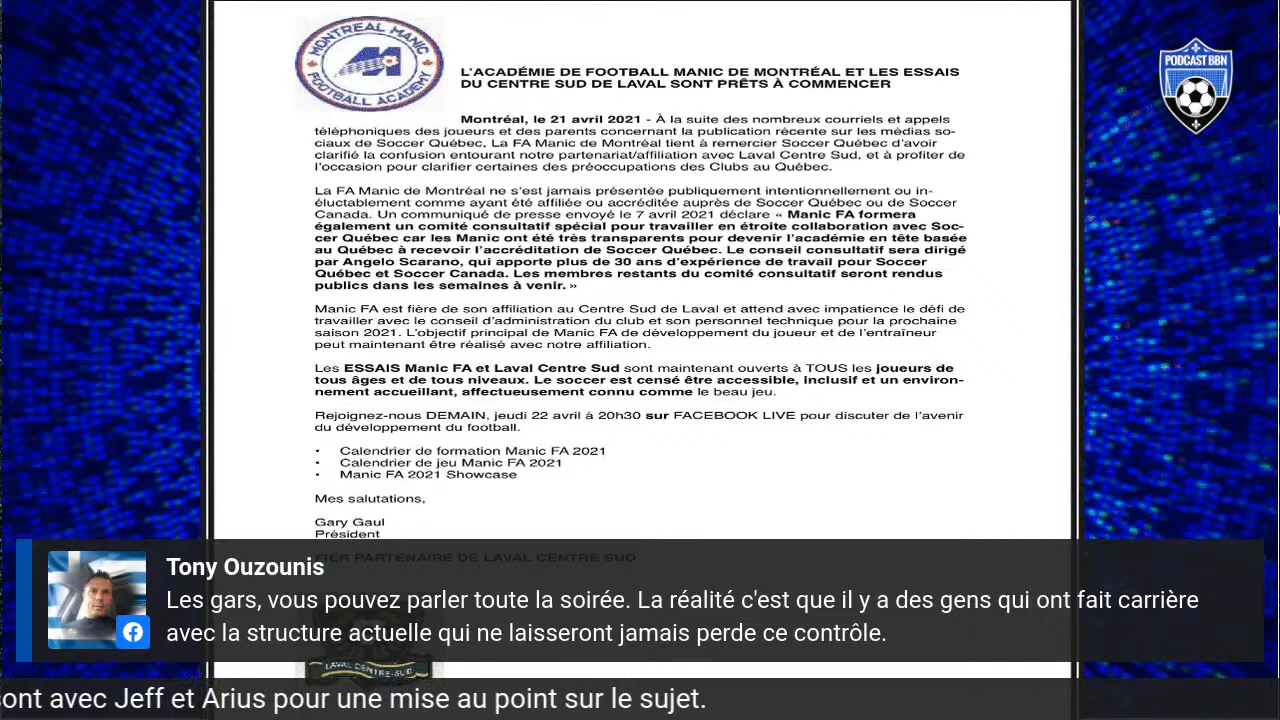 MONTREAL MANIC
FOOTBALL ACADEMY
PODCAST BBN
L'ACADÉMIE DE FOOTBALL MANIC DE MONTRÉAL ET LES ESSAIS
DU CENTRE SUD DE LAVAL SONT PRÊTS À COMMENCER
Montréal, le 21 avril 2021 - À la suite des nombreux courriels et appels
téléphoniques des joueurs et des parents concernant la publication récente sur les médias so-
ciaux de Soccer Québec, La FA Manic de Montréal tient à remercier Soccer Québec d'avoir
clarifié la confusion entourant notre partenariat/affiliation avec Laval Centre Sud, et à profiter de
l'occasion pour clarifier certaines des préoccupations des Clubs au Québec.
La FA Manic de Montréal ne s'est jamais présentée publiquement intentionnellement ou in-
éluctablement comme ayant été affiliée ou accréditée auprès de Soccer Québec ou de Soccer
Canada. Un communiqué de presse envoyé le 7 avril 2021 déclare « Manic FA formera
également un comité consultatif spécial pour travailler en étroite collaboration avec Soc-
cer Québec car les Manic ont été très transparents pour devenir l'académie en tête basée
au Québec à recevoir l'accréditation de Soccer Québec. Le conseil consultatif sera dirigé
par Angelo Scarano, qui apporte plus de 30 ans d'expérience de travail pour Soccer
Québec et Soccer Canada. Les membres restants du comité consultatif seront rendus
publics dans les semaines à venir. »
Manic FA est fière de son affiliation au Centre Sud de Laval et attend avec impatience le défi de
travailler avec le conseil d'administration du club et son personnel technique pour la prochaine
saison 2021. L'objectif principal de Manic FA de développement du joueur et de l'entraîneur
peut maintenant être réalisé avec notre affiliation.
Les ESSAIS Manic FA et Laval Centre Sud sont maintenant ouverts à TOUS les joueurs de
tous âges et de tous niveaux. Le soccer est censé être accessible, inclusif et un environ-
nement accueillant, affectueusement connu comme le beau jeu.
Rejoignez-nous DEMAIN, jeudi 22 avril à 20h30 sur FACEBOOK LIVE pour discuter de l'avenir
du développement du football.
• Calendrier de formation Manic FA 2021
• Calendrier de jeu Manic FA 2021
• Manic FA 2021 Showcase
Mes salutations,
Gary Gaul
Président
FIER PARTENAIRE DE LAVAL CENTRE SUD
Tony Ouzounis
Les gars, vous pouvez parler toute la soirée. La réalité c'est que il y a des gens qui ont fait carrière
avec la structure actuelle qui ne laisseront jamais perde ce contrôle.
LAVAL CENTRE-SUD
sont avec Jeff et Arius pour une mise au point sur le sujet.